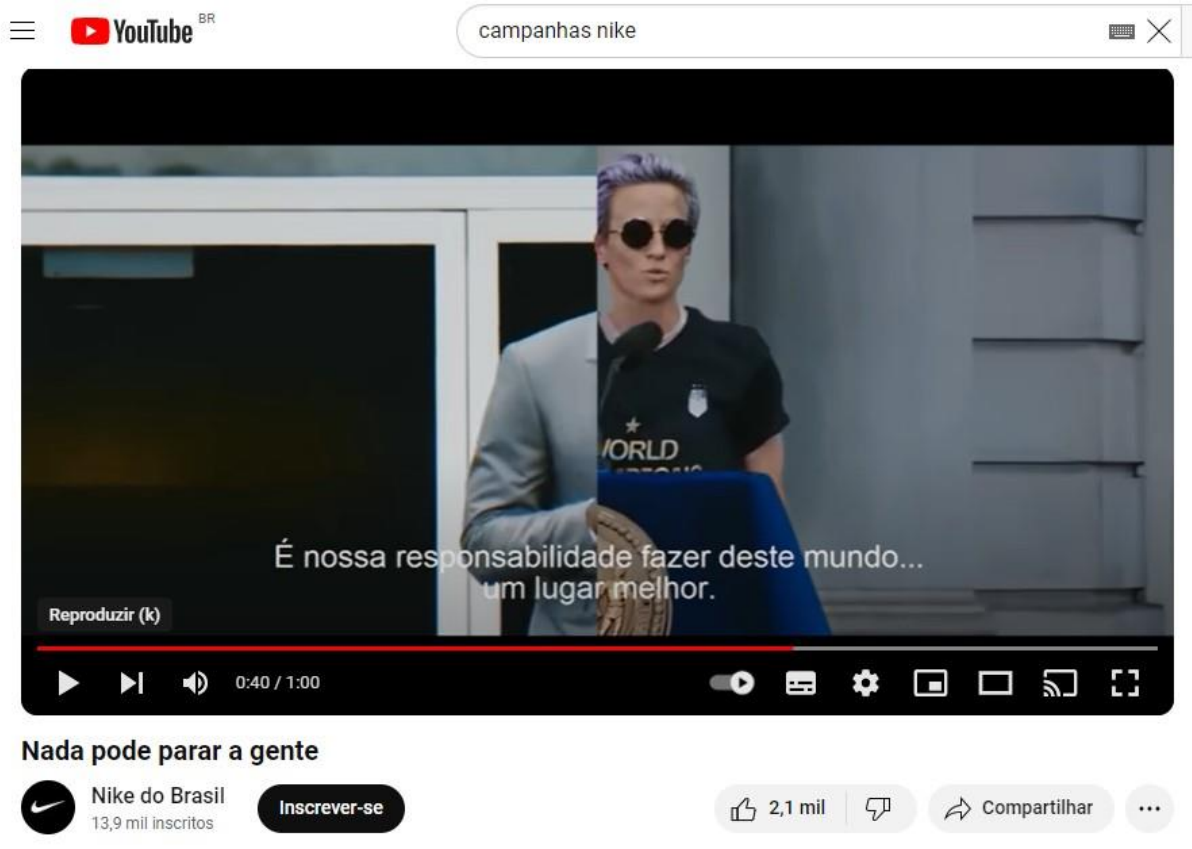 YouTube BR
campanhas nike
WORLD
É nossa responsabilidade fazer deste mundo...
um lugar melhor.
Reproduzir (k)
0:40 / 1:00
Nada pode parar a gente
Nike do Brasil
13,9 mil inscritos
Inscrever-se
2,1 mil
Compartilhar